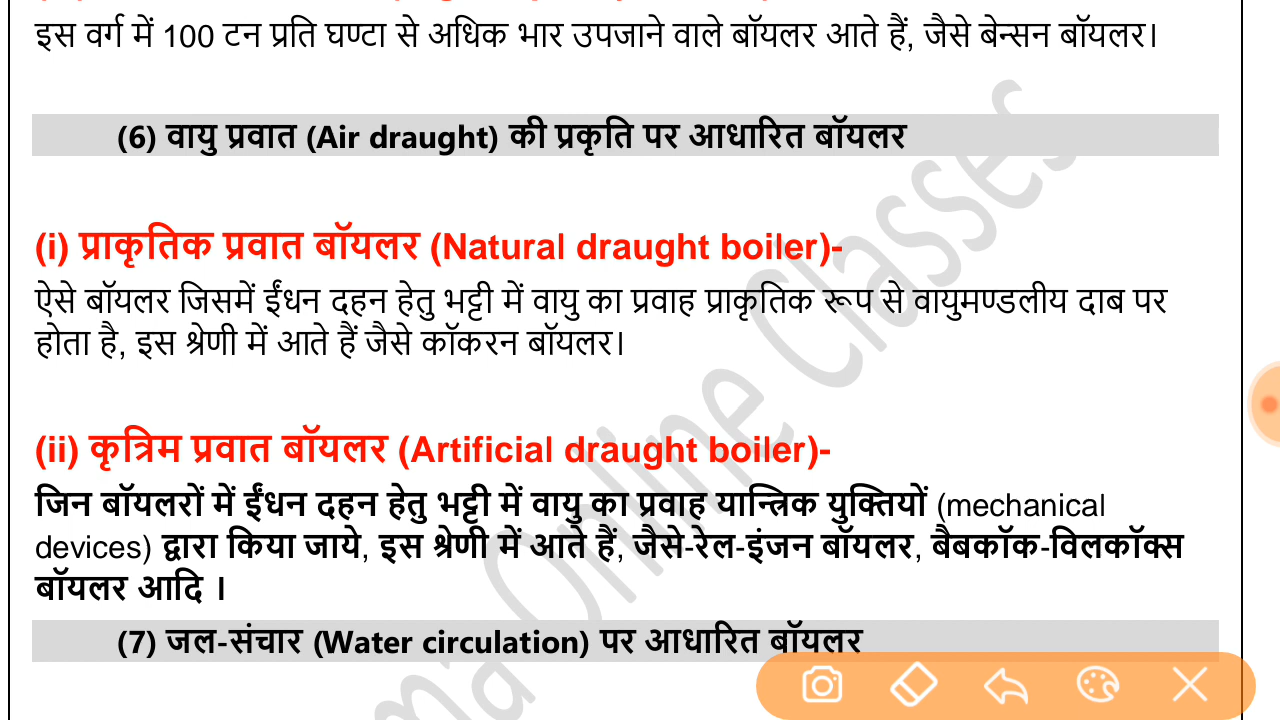 इस वर्ग में 100 टन प्रति घण्टा से अधिक भार उपजाने वाले बॉयलर आते हैं, जैसे बेन्सन बॉयलर।
(6) वायु प्रवात (Air draught) की प्रकृति पर आधारित बॉयलर
(i) प्राकृतिक प्रवात बॉयलर (Natural draught boiler)-
ऐसे बॉयलर जिसमें ईंधन दहन हेतु भट्टी में वायु का प्रवाह प्राकृतिक रूप से वायुमण्डलीय दाब पर
होता है, इस श्रेणी में आते हैं जैसे कॉकरन बॉयलर।
(ii) कृत्रिम प्रवात बॉयलर (Artificial draught boiler)-
जिन बॉयलरों में ईंधन दहन हेतु भट्टी में वायु का प्रवाह यान्त्रिक युक्तियों (mechanical
devices) द्वारा किया जाये, इस श्रेणी में आते हैं, जैसे-रेल-इंजन बॉयलर, बैबकॉक-विलकॉक्स
बॉयलर आदि ।
(7) जल-संचार (Water circulation) पर आधारित बॉयलर
Online Classes